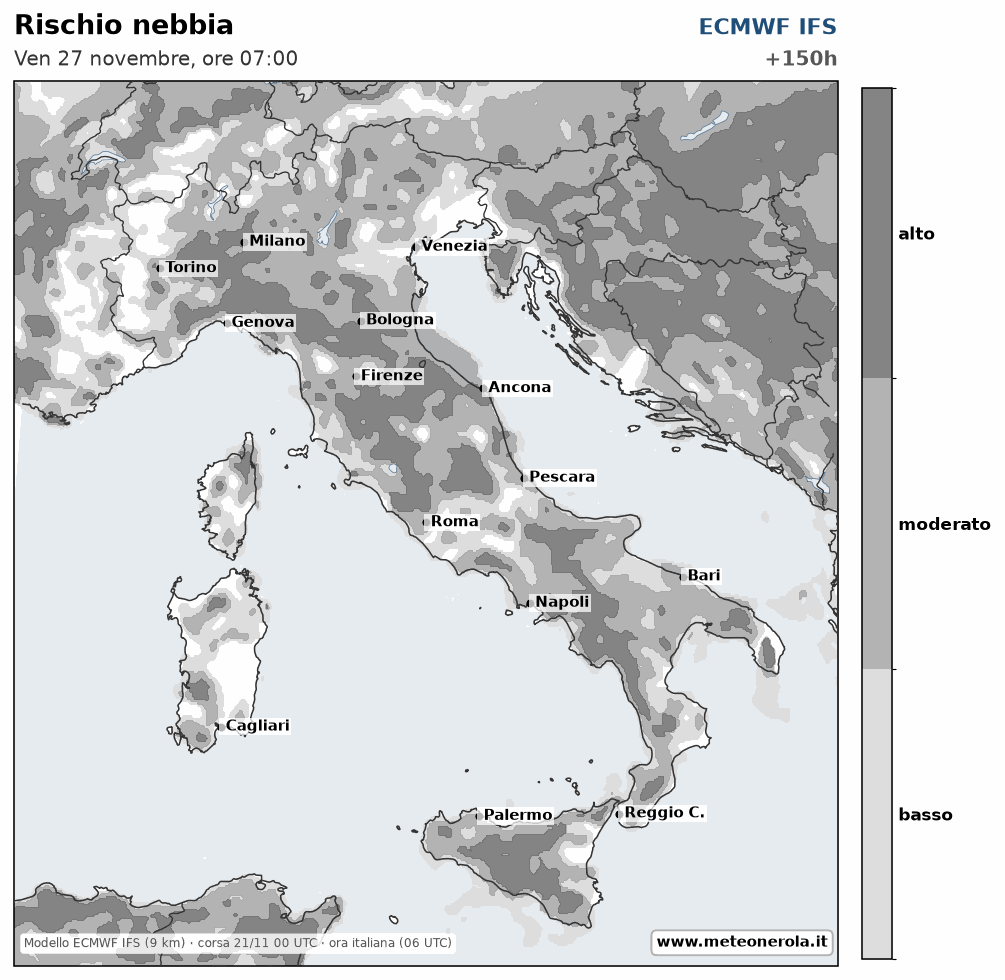 Rischio nebbia
ECMWF IFS
Ven 27 novembre, ore 07:00
+150h
alto
Milano
Venezia
Torino
Bologna
Genova
Firenze
Ancona
Pescara
Roma
moderato
Bari
Napoli
Cagliari
Palermo
Reggio C.
basso
Modello ECMWF IFS (9 km) · corsa 21/11 00 UTC · ora italiana (06 UTC)
www.meteonerola.it